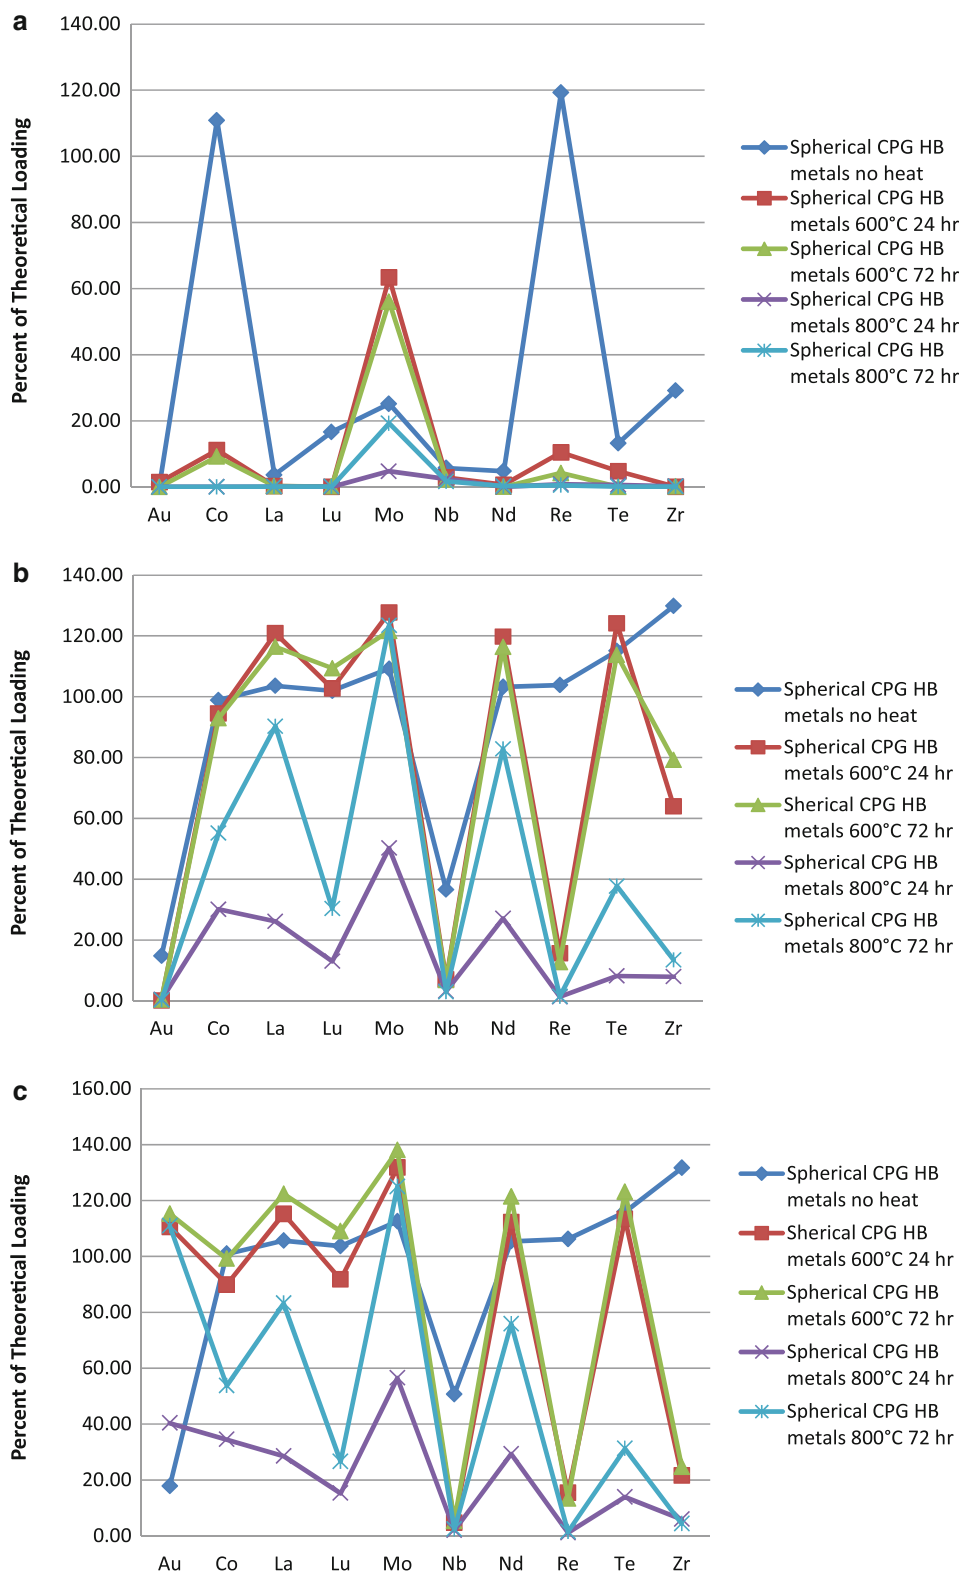 a
140.00
120.00
100.00
80.00
60.00
40.00
20.00
0.00
Percent of Theoretical Loading
Au Co La Lu Mo Nb Nd Re Te Zr
Spherical CPG HB
metals no heat
Spherical CPG HB
metals 600°C 24 hr
Spherical CPG HB
metals 600°C 72 hr
Spherical CPG HB
metals 800°C 24 hr
Spherical CPG HB
metals 800°C 72 hr
b
140.00
120.00
100.00
80.00
60.00
40.00
20.00
0.00
Percent of Theoretical Loading
Au Co La Lu Mo Nb Nd Re Te Zr
Spherical CPG HB
metals no heat
Spherical CPG HB
metals 600°C 24 hr
Sherical CPG HB
metals 600°C 72 hr
Spherical CPG HB
metals 800°C 24 hr
Spherical CPG HB
metals 800°C 72 hr
c
160.00
140.00
120.00
100.00
80.00
60.00
40.00
20.00
0.00
Percent of Theoretical Loading
Au Co La Lu Mo Nb Nd Re Te Zr
Spherical CPG HB
metals no heat
Sherical CPG HB
metals 600°C 24 hr
Spherical CPG HB
metals 600°C 72 hr
Spherical CPG HB
metals 800°C 24 hr
Spherical CPG HB
metals 800°C 72 hr